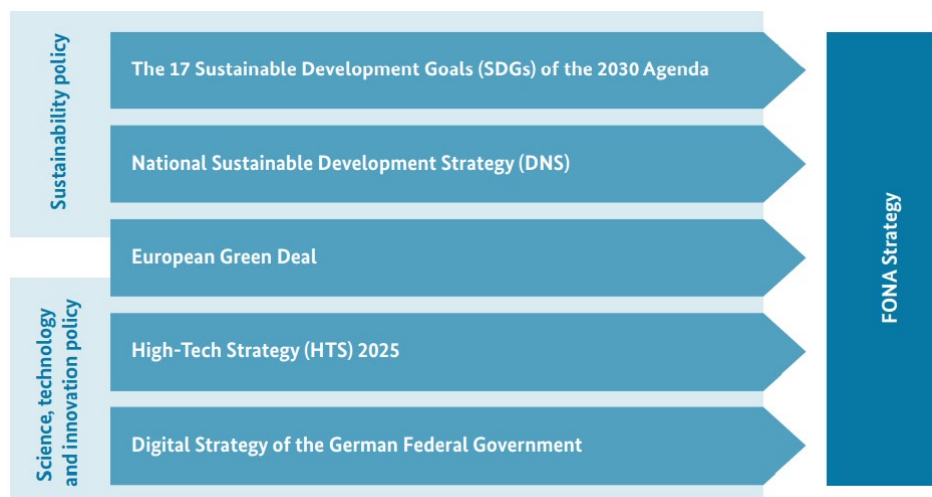 Sustainability policy
The 17 Sustainable Development Goals (SDGs) of the 2030 Agenda
National Sustainable Development Strategy (DNS)
European Green Deal
Science, technology
and innovation policy
High-Tech Strategy (HTS) 2025
Digital Strategy of the German Federal Government
FONA Strategy